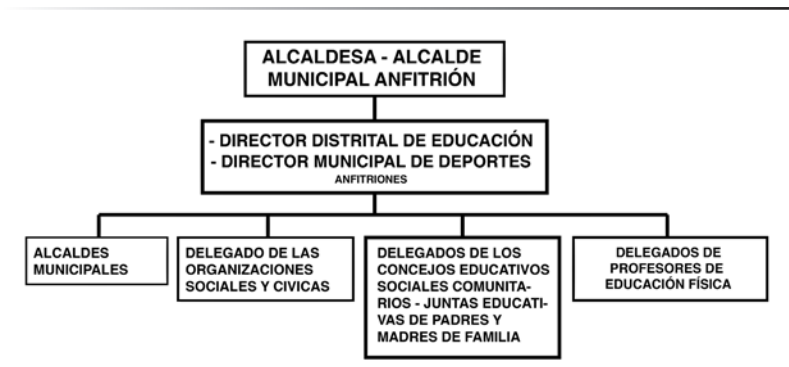 ALCALDESA - ALCALDE
MUNICIPAL ANFITRIÓN
- DIRECTOR DISTRITAL DE EDUCACIÓN
- DIRECTOR MUNICIPAL DE DEPORTES
ANFITRIONES
ALCALDES
MUNICIPALES
DELEGADO DE LAS
ORGANIZACIONES
SOCIALES Y CIVICAS
DELEGADOS DE LOS
CONCEJOS EDUCATIVOS
SOCIALES COMUNITA-
RIOS - JUNTAS EDUCATI-
VAS DE PADRES Y
MADRES DE FAMILIA
DELEGADOS DE
PROFESORES DE
EDUCACIÓN FÍSICA